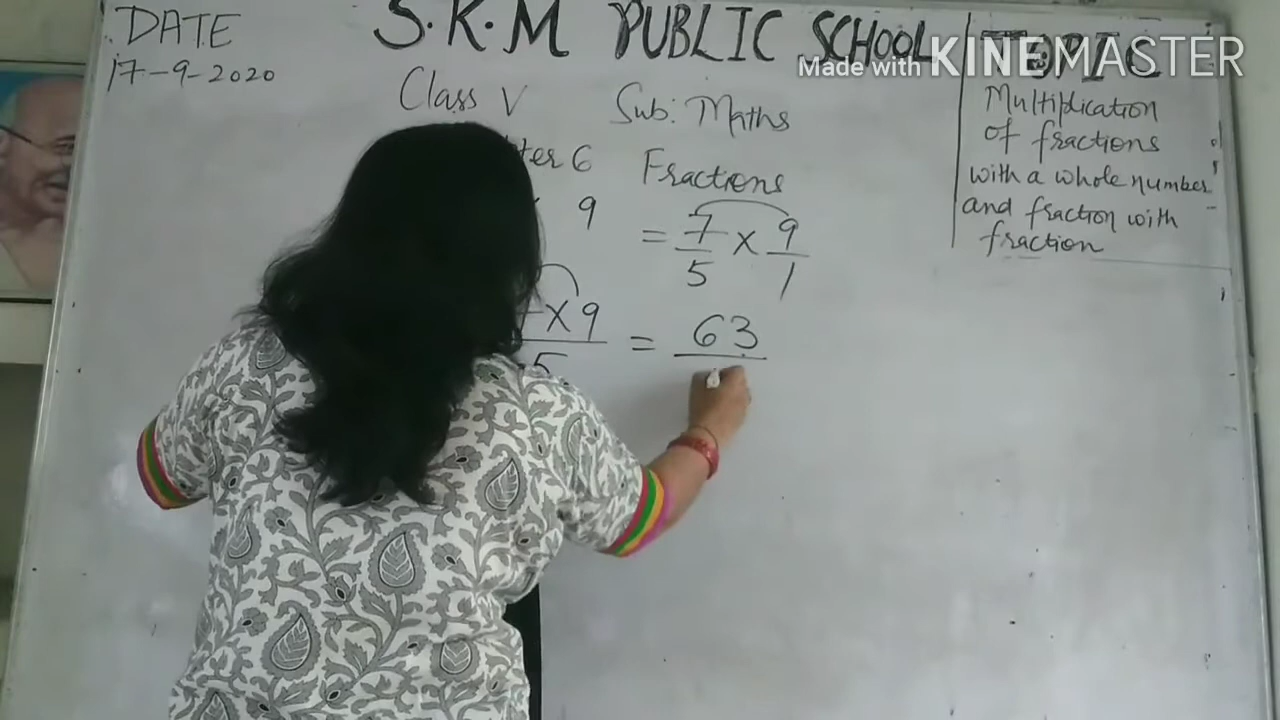 DATE
17-9-2020
S.K.M PUBLIC SCHOOL
TOPIC
Made with KINEMASTER
Class V
Sub: Maths
6
Fractions
Multiplication
of fractions
with a whole number
and fraction with
fraction
9
= 7/5 x 9/1
x 9
5
= 63